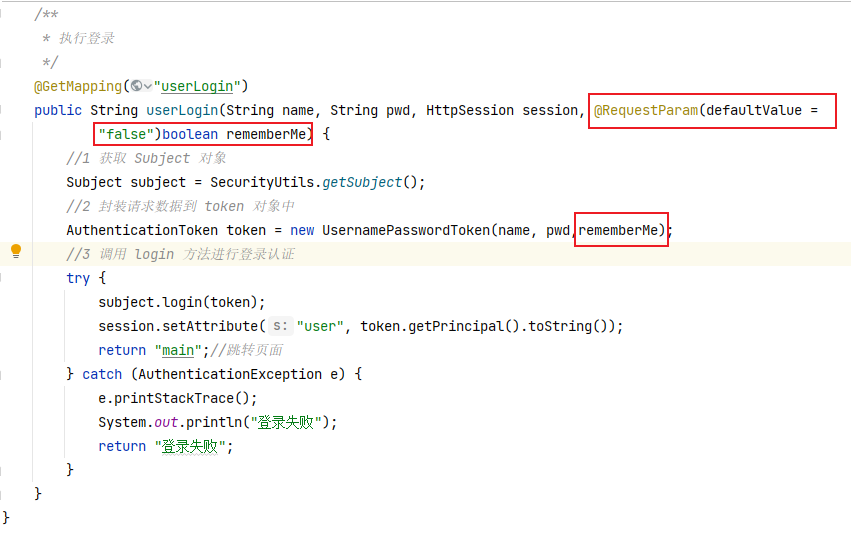 /**
* 执行登录
*/
@GetMapping("userLogin")
public String userLogin(String name, String pwd, HttpSession session, @RequestParam(defaultValue =
"false")boolean rememberMe) {
//1 获取 Subject 对象
Subject subject = SecurityUtils.getSubject();
//2 封装请求数据到 token 对象中
AuthenticationToken token = new UsernamePasswordToken(name, pwd,rememberMe);
//3 调用 login 方法进行登录认证
try {
subject.login(token);
session.setAttribute( s: "user", token.getPrincipal().toString());
return "main";//跳转页面
} catch (AuthenticationException e) {
e.printStackTrace();
System.out.println("登录失败");
return "登录失败";
}
}
}